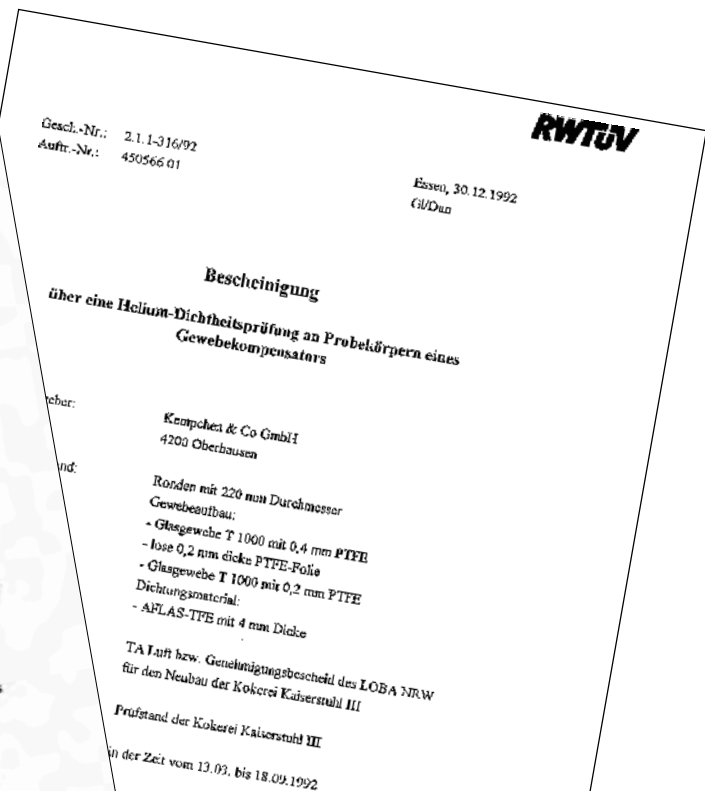 RWTÜV
Gesch.-Nr.: 2.1.1-316/92
Auftr.-Nr.: 450566 01
Essen, 30.12.1992
Gl/Dun
Bescheinigung
über eine Helium-Dichtheitsprüfung an Probekörpern eines
Gewebekompensators
geber:
Kempchen & Co GmbH
4200 Oberhausen
nd:
Ronden mit 220 mm Durchmesser
Gewebeaufbau:
- Glasgewebe T 1000 mit 0,4 mm PTFE
- lose 0,2 mm dicke PTFE-Folie
- Glasgewebe T 1000 mit 0,2 mm PTFE
Dichtungsmaterial:
- AFLAS-TFE mit 4 mm Dicke
TA Luft bzw. Genehmigungsbescheid des LOBA NRW
für den Neubau der Kokerei Kaiserstuhl III
Prüfstand der Kokerei Kaiserstuhl III
in der Zeit vom 13.03. bis 18.09.1992